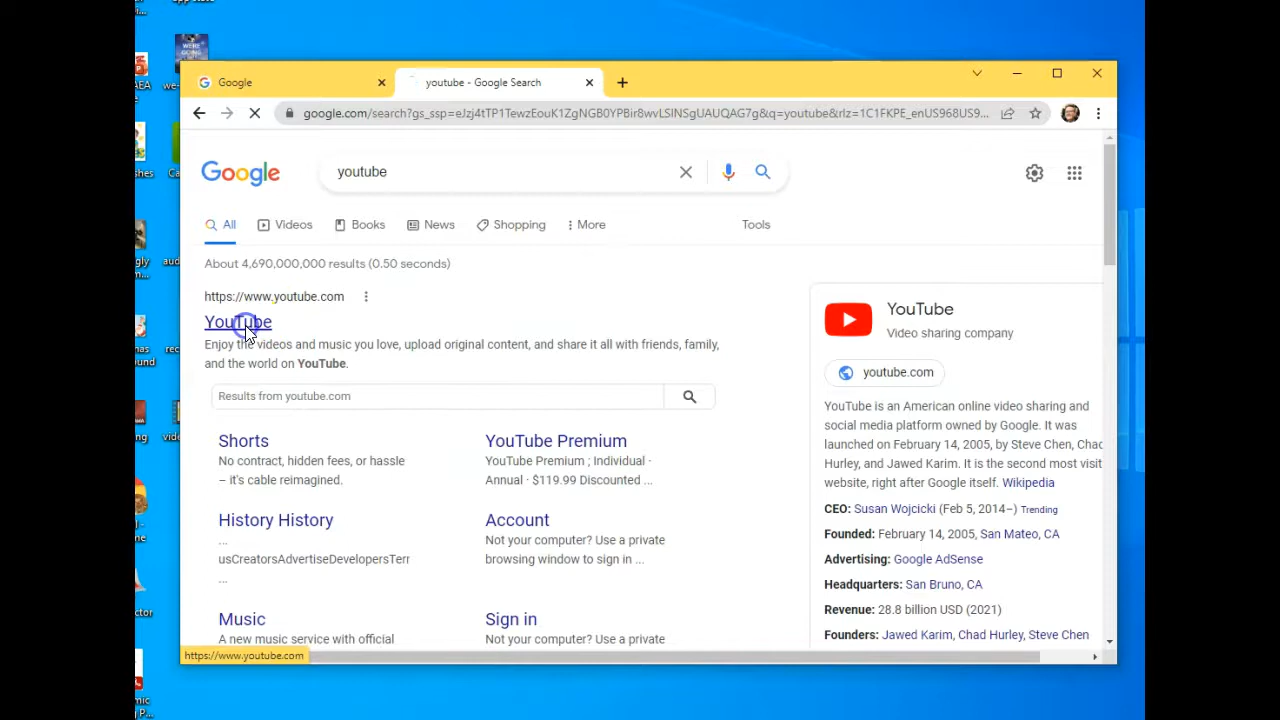 WE'RE
GOING
Google
youtube - Google Search
google.com/search?gs_ssp=eJzj4tTP1TewzEouK1ZgNGB0YPBir8wvLSlNSgUAUQAG7g&q=youtube&rlz=1C1FKPE_enUS968US9...
Google
youtube
All
Videos
Books
News
Shopping
More
Tools
About 4,690,000,000 results (0.50 seconds)
https://www.youtube.com
YouTube
Enjoy the videos and music you love, upload original content, and share it all with friends, family,
and the world on YouTube.
Results from youtube.com
Shorts
No contract, hidden fees, or hassle
– it's cable reimagined.
YouTube Premium
YouTube Premium ; Individual ·
Annual · $119.99 Discounted ...
History History
...
usCreatorsAdvertiseDevelopersTerr
...
Account
Not your computer? Use a private
browsing window to sign in ...
Music
A new music service with official
Sign in
Not your computer? Use a private
YouTube
Video sharing company
youtube.com
YouTube is an American online video sharing and
social media platform owned by Google. It was
launched on February 14, 2005, by Steve Chen, Chac
Hurley, and Jawed Karim. It is the second most visit
website, right after Google itself. Wikipedia
CEO: Susan Wojcicki (Feb 5, 2014–) Trending
Founded: February 14, 2005, San Mateo, CA
Advertising: Google AdSense
Headquarters: San Bruno, CA
Revenue: 28.8 billion USD (2021)
Founders: Jawed Karim, Chad Hurley, Steve Chen
https://www.youtube.com